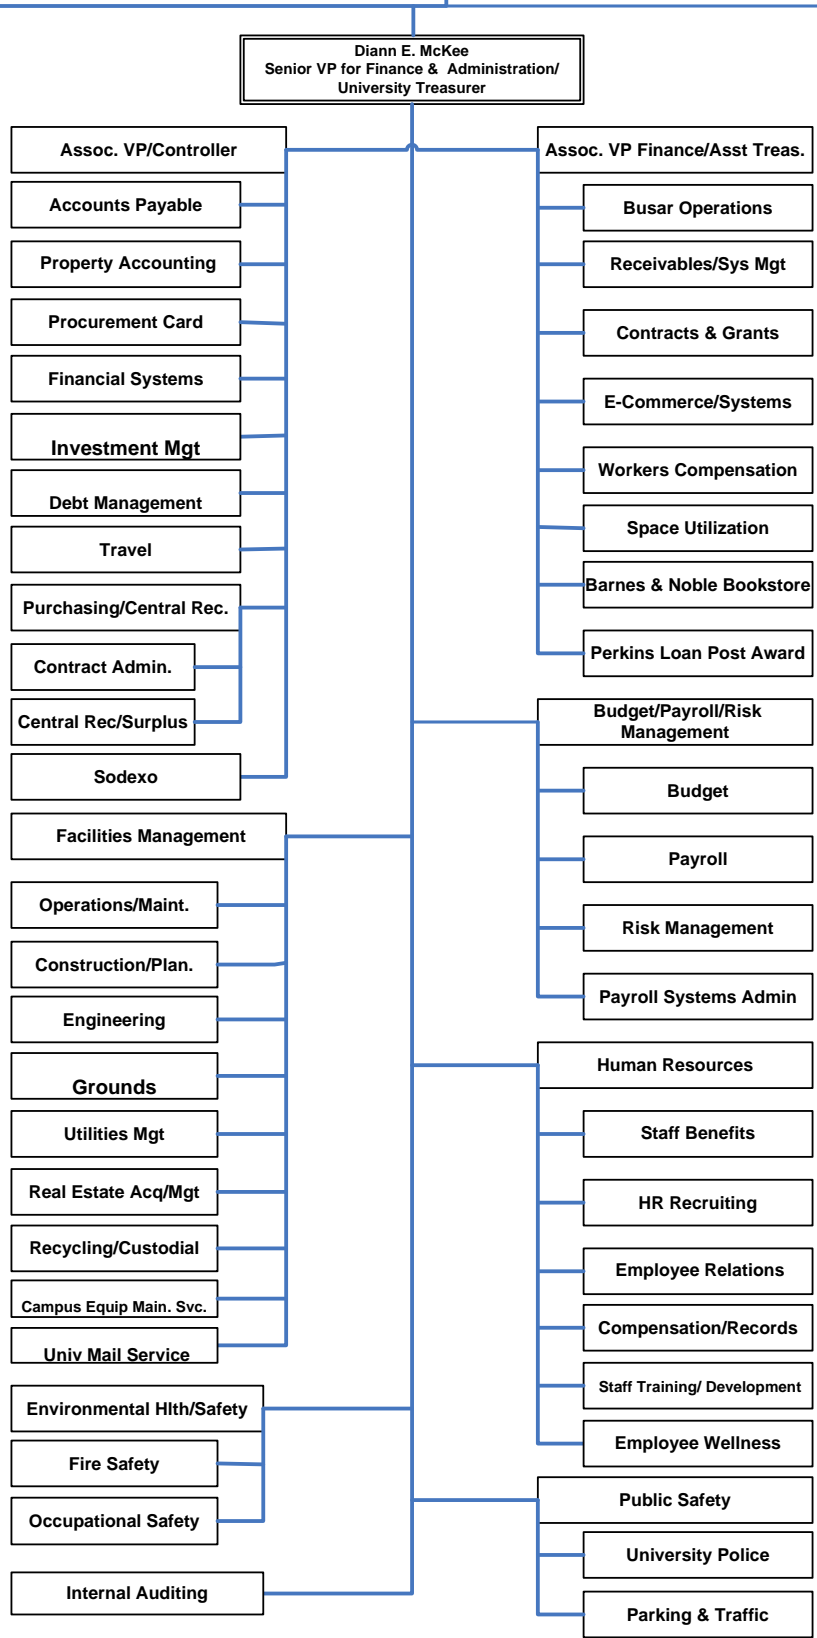 Diann E. McKee
Senior VP for Finance & Administration/
University Treasurer
Assoc. VP/Controller
Accounts Payable
Property Accounting
Procurement Card
Financial Systems
Investment Mgt
Debt Management
Travel
Purchasing/Central Rec.
Contract Admin.
Central Rec/Surplus
Sodexo
Facilities Management
Operations/Maint.
Construction/Plan.
Engineering
Grounds
Utilities Mgt
Real Estate Acq/Mgt
Recycling/Custodial
Campus Equip Main. Svc.
Univ Mail Service
Environmental Hlth/Safety
Fire Safety
Occupational Safety
Internal Auditing
Assoc. VP Finance/Asst Treas.
Busar Operations
Receivables/Sys Mgt
Contracts & Grants
E-Commerce/Systems
Workers Compensation
Space Utilization
Barnes & Noble Bookstore
Perkins Loan Post Award
Budget/Payroll/Risk
Management
Budget
Payroll
Risk Management
Payroll Systems Admin
Human Resources
Staff Benefits
HR Recruiting
Employee Relations
Compensation/Records
Staff Training/ Development
Employee Wellness
Public Safety
University Police
Parking & Traffic